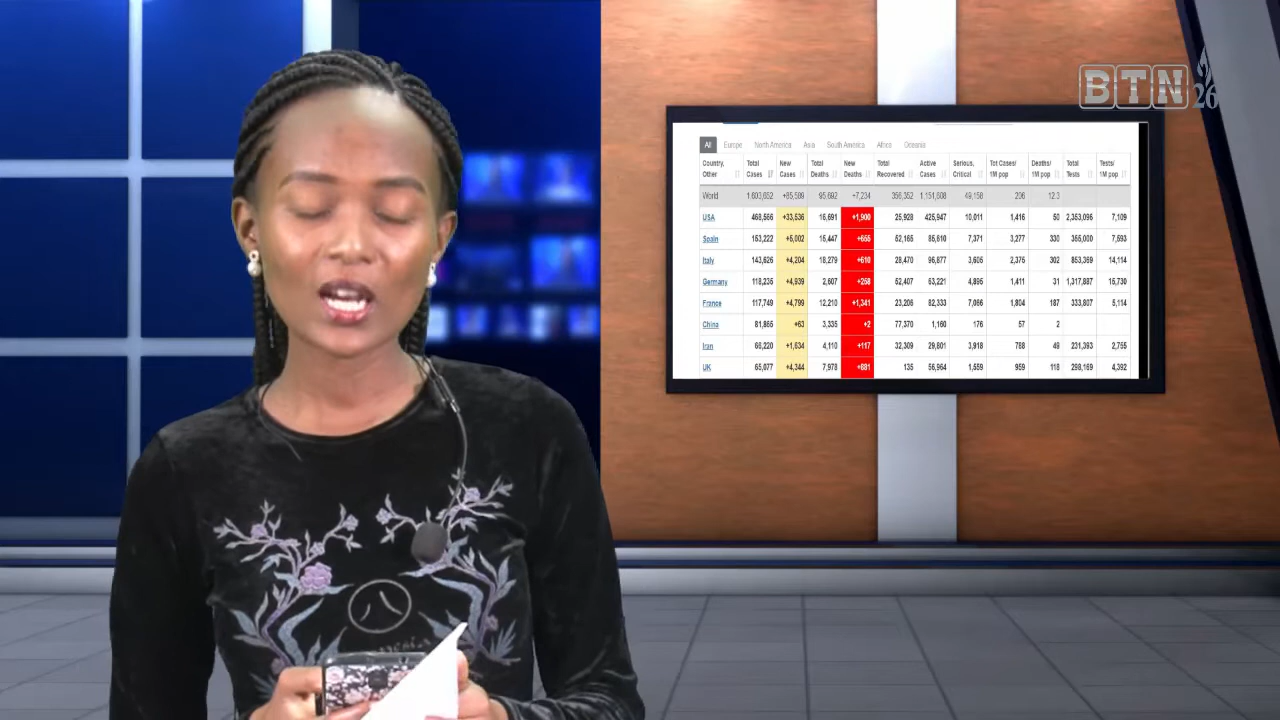 BTN
26
All Europe North America Asia South America Africa Oceania
Country, Other Total Cases New Cases Total Deaths New Deaths Total Recovered Active Cases Serious, Critical Tot Cases/ 1M pop Deaths/ 1M pop Total Tests Tests/ 1M pop
World 1,603,652 +85,589 95,692 +7,234 356,352 1,151,608 49,158 206 12.3
USA 468,566 +33,636 16,691 +1,900 25,928 425,947 10,011 1,416 50 2,353,096 7,109
Spain 153,222 +5,002 15,447 +655 52,165 85,610 7,371 3,277 330 355,000 7,593
Italy 143,626 +4,204 18,279 +610 28,470 96,877 3,605 2,375 302 853,369 14,114
Germany 118,235 +4,939 2,607 +258 52,407 63,221 4,895 1,411 31 1,317,887 15,730
France 117,749 +4,799 12,210 +1,341 23,206 82,333 7,066 1,804 187 333,807 5,114
China 81,865 +63 3,335 +2 77,370 1,160 176 57 2
Iran 66,220 +1,634 4,110 +117 32,309 29,801 3,918 788 49 231,393 2,755
UK 65,077 +4,344 7,978 +881 135 56,964 1,559 959 118 298,169 4,392
八